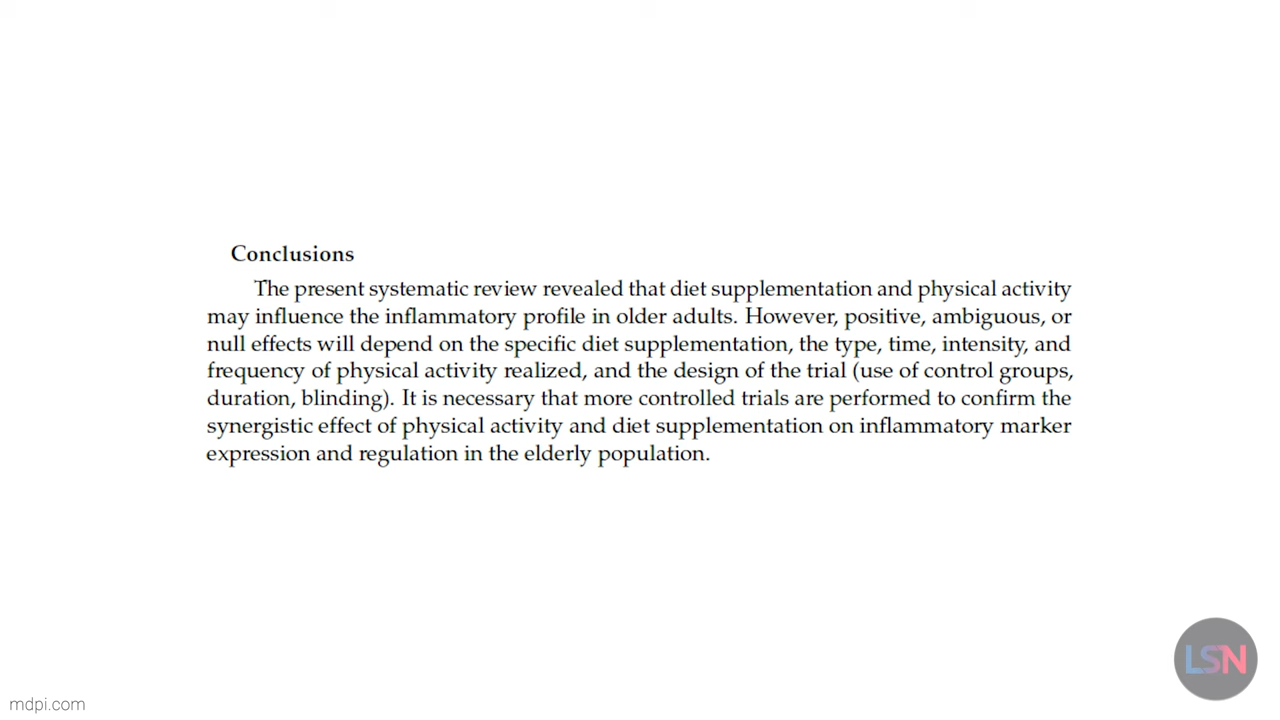 Conclusions
The present systematic review revealed that diet supplementation and physical activity
may influence the inflammatory profile in older adults. However, positive, ambiguous, or
null effects will depend on the specific diet supplementation, the type, time, intensity, and
frequency of physical activity realized, and the design of the trial (use of control groups,
duration, blinding). It is necessary that more controlled trials are performed to confirm the
synergistic effect of physical activity and diet supplementation on inflammatory marker
expression and regulation in the elderly population.
LSN
mdpi.com